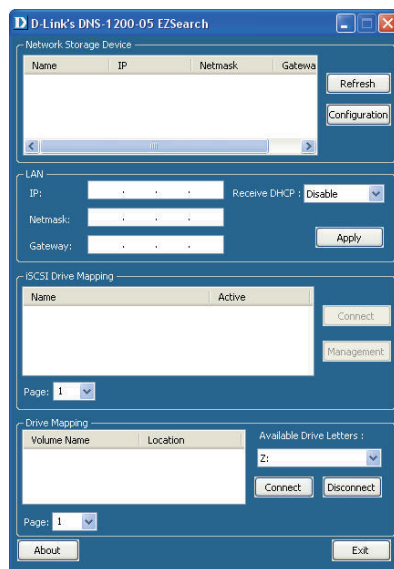 D-Link's DNS-1200-05 EZSearch
Network Storage Device
Name IP Netmask Gatewa
Refresh
Configuration
LAN
IP: . . . Receive DHCP : Disable
Netmask: . . .
Gateway: . . . Apply
iSCSI Drive Mapping
Name Active
Connect
Management
Page: 1
Drive Mapping
Volume Name Location Available Drive Letters :
Z:
Connect Disconnect
Page: 1
About Exit